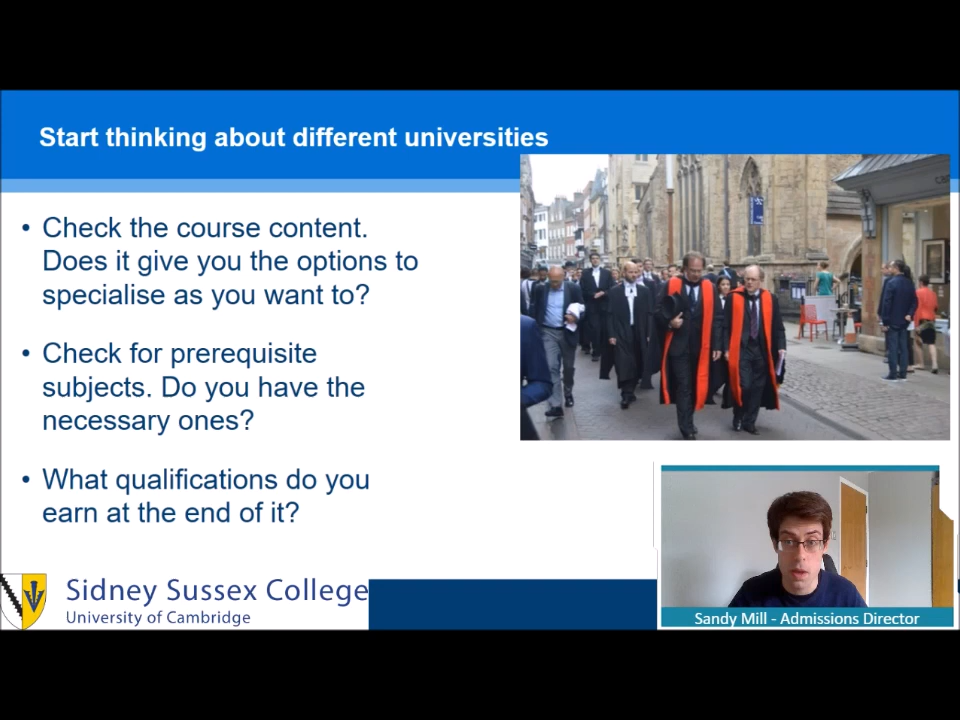 Start thinking about different universities
• Check the course content.
Does it give you the options to
specialise as you want to?
• Check for prerequisite
subjects. Do you have the
necessary ones?
• What qualifications do you
earn at the end of it?
Sidney Sussex College
University of Cambridge
Sandy Mill - Admissions Director